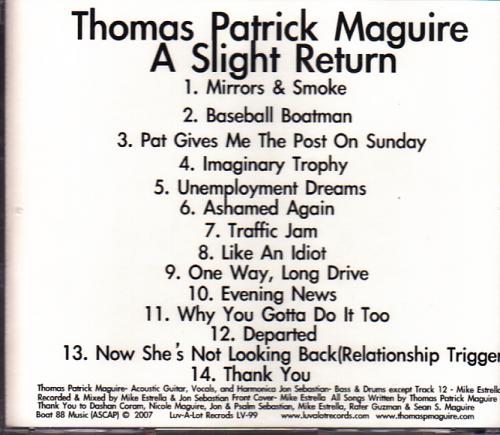 Thomas Patrick Maguire
A Slight Return
1. Mirrors & Smoke
2. Baseball Boatman
3. Pat Gives Me The Post On Sunday
4. Imaginary Trophy
5. Unemployment Dreams
6. Ashamed Again
7. Traffic Jam
8. Like An Idiot
9. One Way, Long Drive
10. Evening News
11. Why You Gotta Do It Too
12. Departed
13. Now She's Not Looking Back(Relationship Trigger
14. Thank You
Thomas Patrick Maguire- Acoustic Guitar, Vocals, and Harmonica Jon Sebastian- Bass & Drums except Track 12 - Mike Estrella
Recorded & Mixed by Mike Estrella & Jon Sebastian Front Cover- Mike Estrella All Songs Written by Thomas Patrick Maguire
Thank You to Dashan Coram, Nicole Maguire, Jon & Psalm Sebastian, Mike Estrella, Rafer Guzman & Sean S. Maguire
Boat 88 Music (ASCAP) © 2007 Luv-A-Lot Recrods LV-99 www.luvalotrecords.com www.thomaspmaguire.com